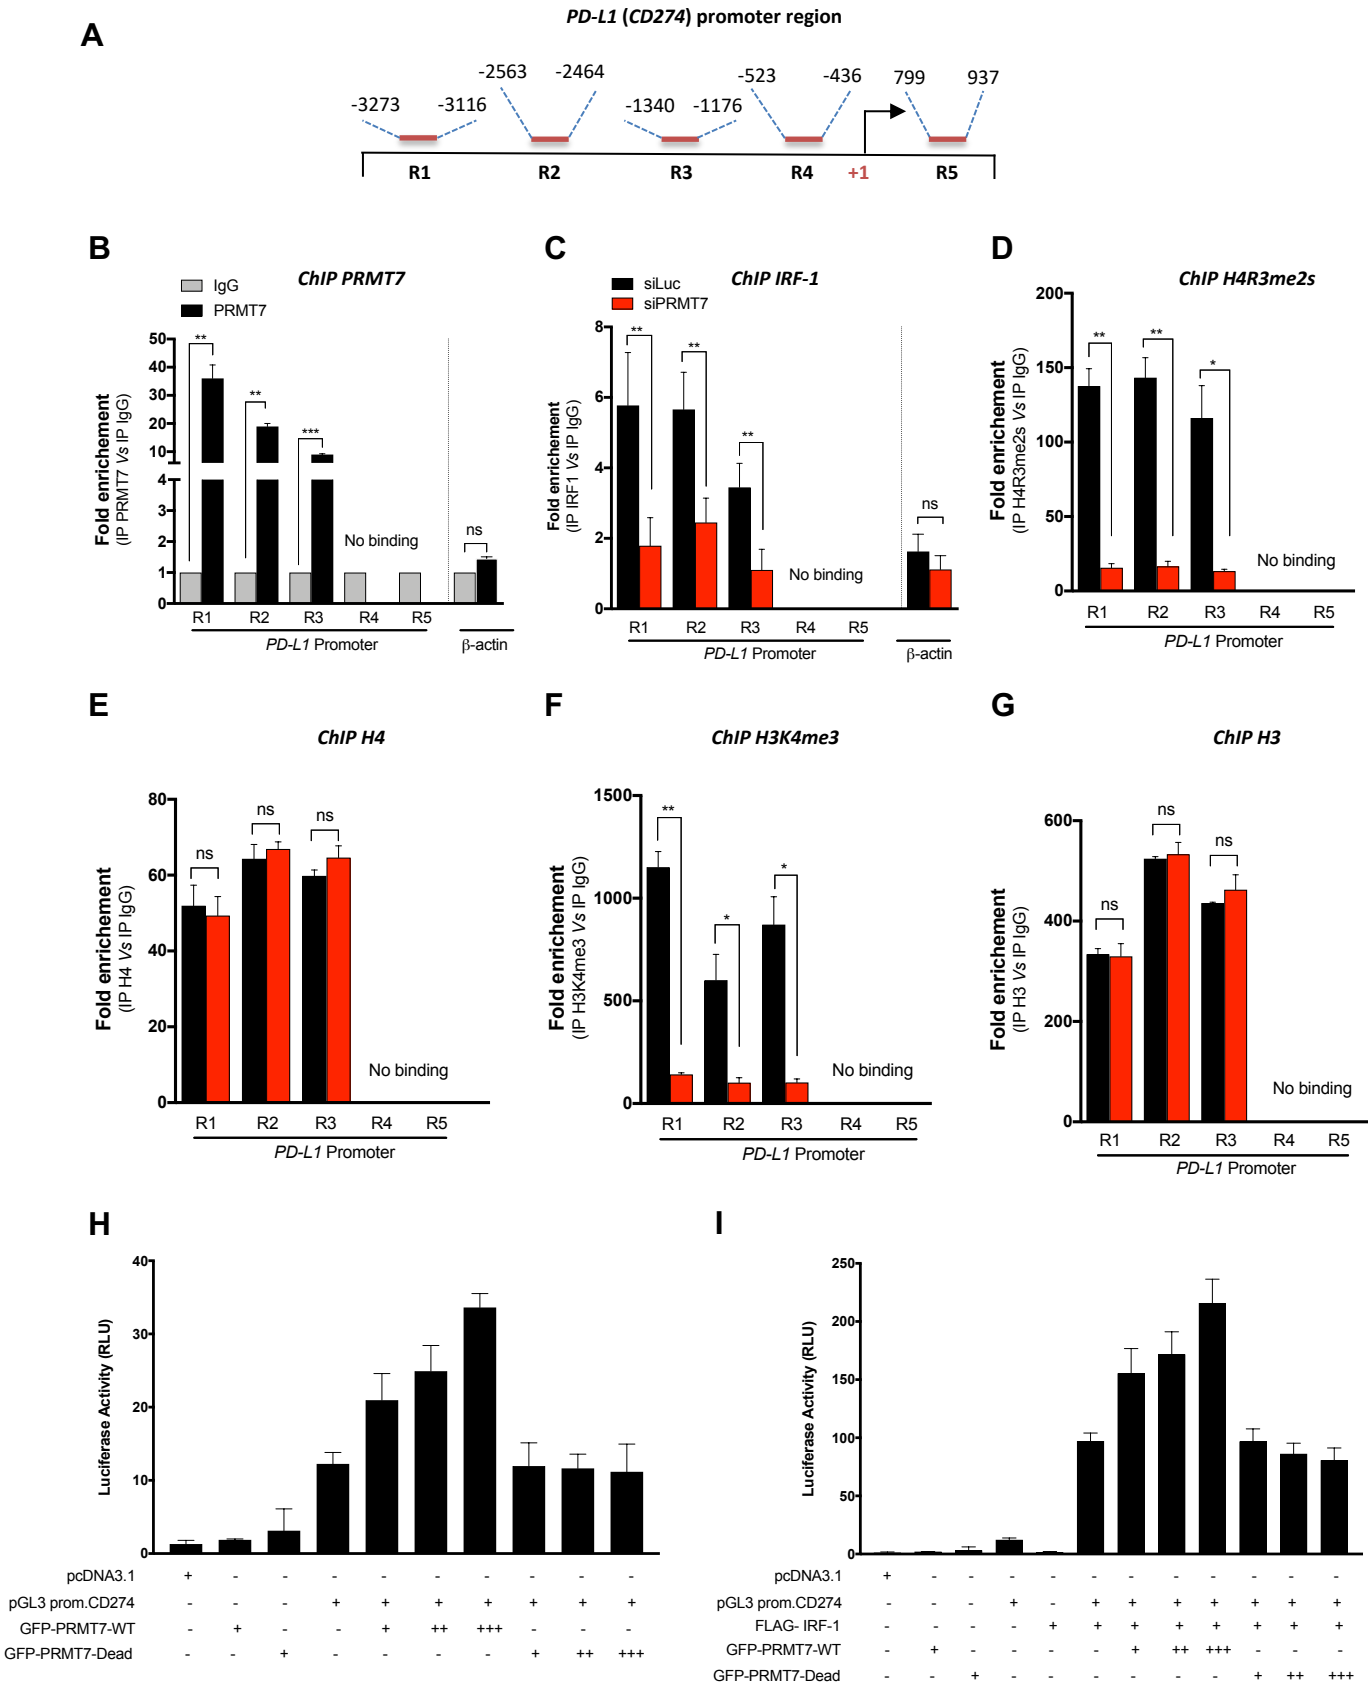 PD-L1 (CD274) promoter region
A
-3273 -3116 -2563 -2464 -1340 -1176 -523 -436 799 937
R1 R2 R3 R4 +1 R5
B
ChIP PRMT7
IgG
PRMT7
Fold enrichement
(IP PRMT7 Vs IP IgG)
50
40
30
20
10
4
3
2
1
0
** ** *** ns
No binding
R1 R2 R3 R4 R5
PD-L1 Promoter
β-actin
C
ChIP IRF-1
siLuc
siPRMT7
Fold enrichement
(IP IRF1 Vs IP IgG)
8
6
4
2
0
** ** ** ns
No binding
R1 R2 R3 R4 R5
PD-L1 Promoter
β-actin
D
ChIP H4R3me2s
Fold enrichement
(IP H4R3me2s Vs IP IgG)
200
150
100
50
0
** ** *
No binding
R1 R2 R3 R4 R5
PD-L1 Promoter
E
ChIP H4
Fold enrichement
(IP H4 Vs IP IgG)
80
60
40
20
0
ns ns ns
No binding
R1 R2 R3 R4 R5
PD-L1 Promoter
F
ChIP H3K4me3
Fold enrichement
(IP H3K4me3 Vs IP IgG)
1500
1000
500
0
** * *
No binding
R1 R2 R3 R4 R5
PD-L1 Promoter
G
ChIP H3
Fold enrichement
(IP H3 Vs IP IgG)
600
400
200
0
ns ns ns
No binding
R1 R2 R3 R4 R5
PD-L1 Promoter
H
Luciferase Activity (RLU)
40
30
20
10
0
pcDNA3.1 + - - - - - - - - -
pGL3 prom.CD274 - - - + + + + + + +
GFP-PRMT7-WT - + - - + ++ +++ - - -
GFP-PRMT7-Dead - - + - - - - + ++ +++
I
Luciferase Activity (RLU)
250
200
150
100
50
0
pcDNA3.1 + - - - - - - - - - - -
pGL3 prom.CD274 - - - + - + + + + + + +
FLAG- IRF-1 - - - - + + + + + + + +
GFP-PRMT7-WT - + - - - - + ++ +++ - - -
GFP-PRMT7-Dead - - + - - - - - - + ++ +++